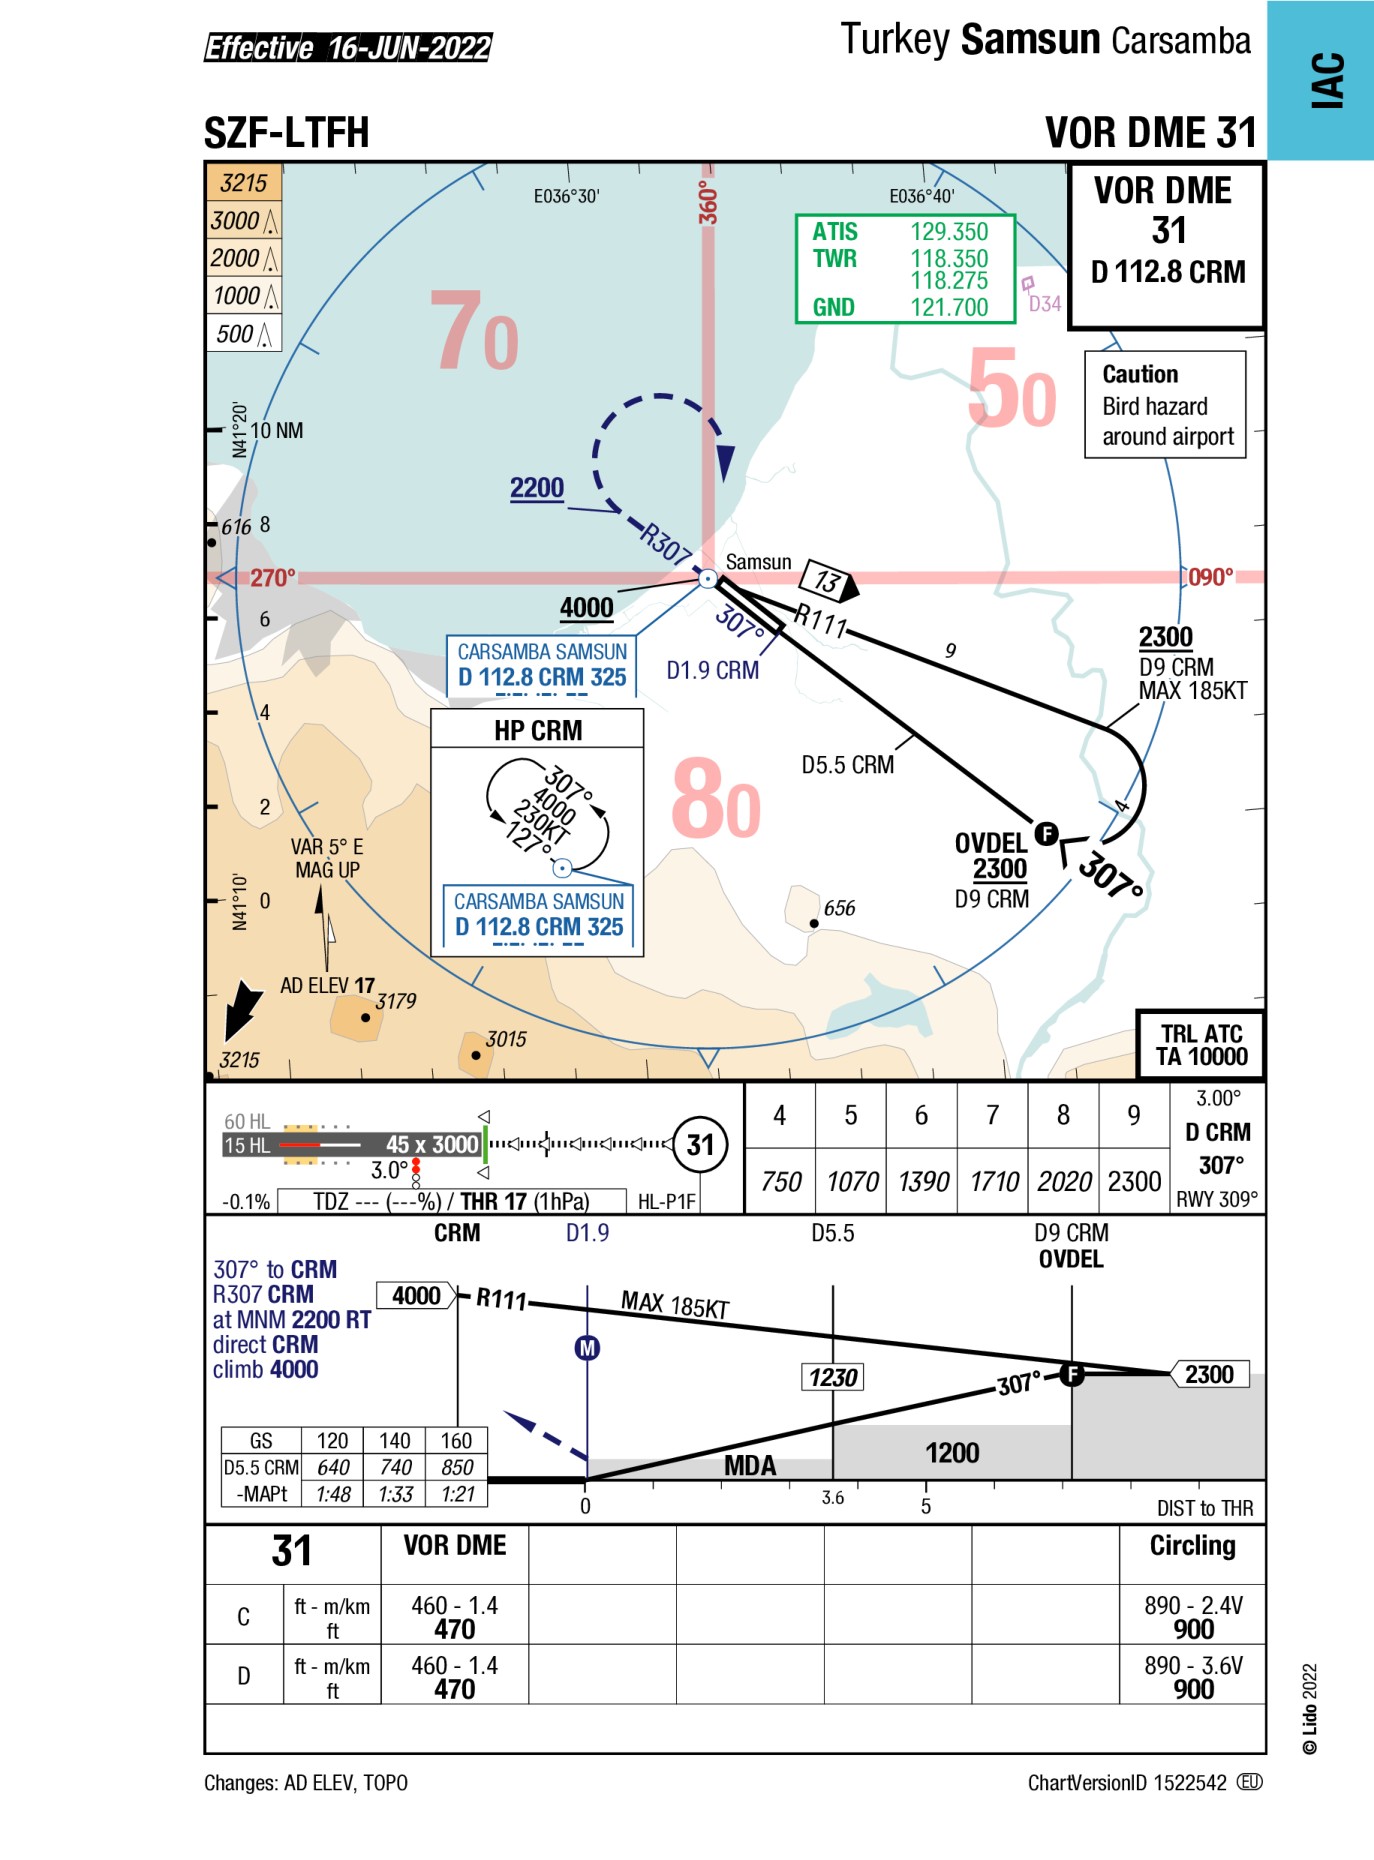 Effective 16-JUN-2022
Turkey Samsun Carsamba
IAC
SZF-LTFH
VOR DME 31
3215
3000
2000
1000
500
E036°30'
360°
E036°40'
VOR DME
31
D 112.8 CRM
ATIS 129.350
TWR 118.350
118.275
GND 121.700
D34
70
50
Caution
Bird hazard
around airport
N41°20'
10 NM
2200
616
8
R307
Samsun
270°
090°
13
4000
6
307°
R111
9
2300
D9 CRM
MAX 185KT
CARSAMBA SAMSUN
D 112.8 CRM 325
D1.9 CRM
4
HP CRM
D5.5 CRM
80
307°
4000
230KT
127°
2
4
VAR 5° E
MAG UP
OVDEL
2300
D9 CRM
F
307°
N41°10'
0
CARSAMBA SAMSUN
D 112.8 CRM 325
656
AD ELEV 17
3179
3015
3215
TRL ATC
TA 10000
60 HL
15 HL
45 x 3000
31
3.0°
-0.1%
TDZ --- (---%) / THR 17 (1hPa)
HL-P1F
4 5 6 7 8 9
750 1070 1390 1710 2020 2300
3.00°
D CRM
307°
RWY 309°
CRM
D1.9
D5.5
D9 CRM
OVDEL
307° to CRM
R307 CRM
at MNM 2200 RT
direct CRM
climb 4000
4000
R111
MAX 185KT
M
1230
307°
F
2300
GS 120 140 160
D5.5 CRM 640 740 850
-MAPt 1:48 1:33 1:21
MDA
1200
0
3.6
5
DIST to THR
31 VOR DME Circling
C ft - m/km 460 - 1.4 890 - 2.4V
ft 470 900
D ft - m/km 460 - 1.4 890 - 3.6V
ft 470 900
© Lido 2022
Changes: AD ELEV, TOPO
ChartVersionID 1522542 EU